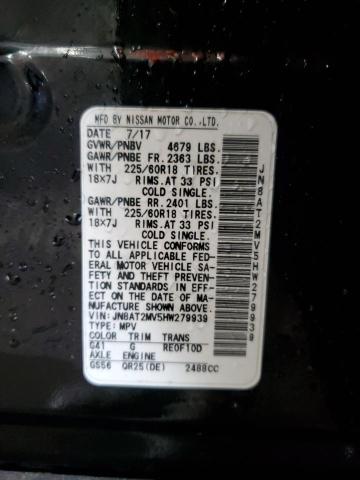 MFD BY NISSAN MOTOR CO.,LTD.
DATE 7/17
GVWR/PNBV 4679 LBS.
GAWR/PNBE FR. 2363 LBS.
WITH 225/60R18 TIRES.
18X7J RIMS.AT 33 PSI
COLD SINGLE.
GAWR/PNBE RR. 2401 LBS.
WITH 225/60R18 TIRES.
18X7J RIMS.AT 33 PSI
COLD SINGLE.
THIS VEHICLE CONFORMS
TO ALL APPLICABLE FED-
ERAL MOTOR VEHICLE SA-
FETY AND THEFT PREVEN-
TION STANDARDS IN EFF-
ECT ON THE DATE OF MA-
NUFACTURE SHOWN ABOVE.
VIN: JN8AT2MV5HW279939
TYPE: MPV
COLOR TRIM TRANS
G41 G RE0F10D
AXLE ENGINE
GS56 QR25(DE) 2488CC
JN8AT2MV5HW279939